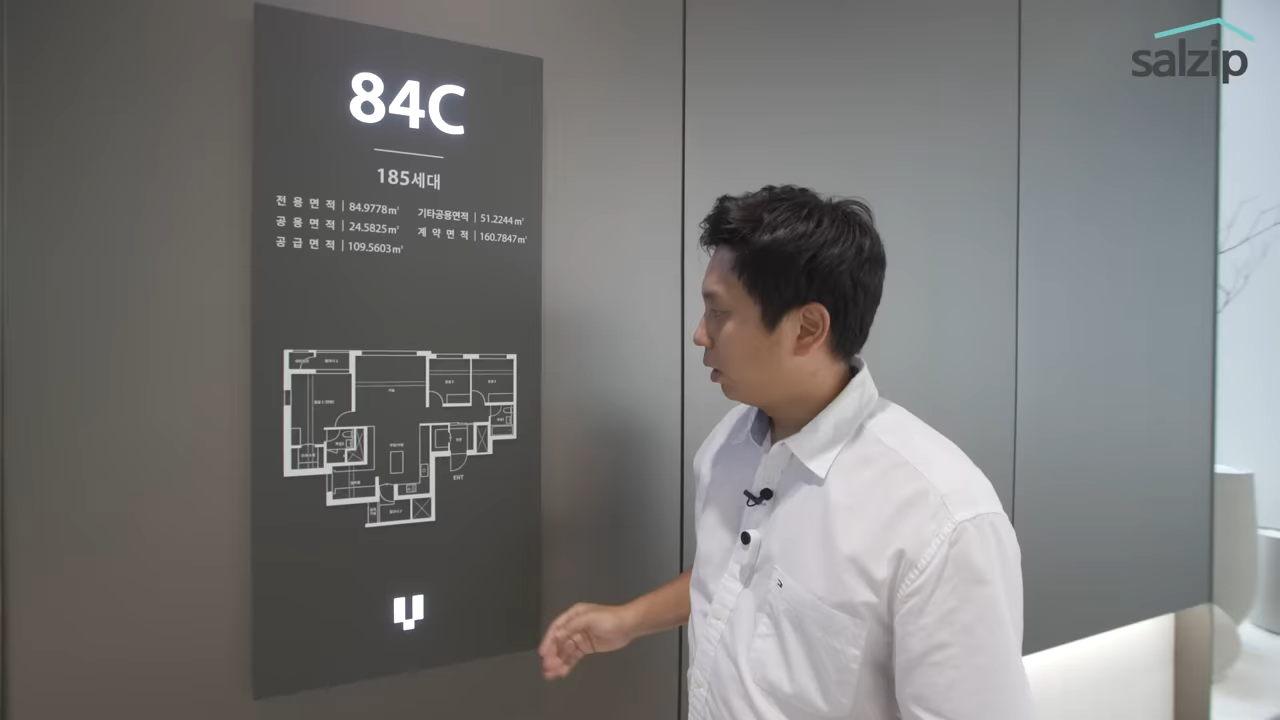 salzip
84C
185세대
전 용 면 적 | 84.9778㎡
공 용 면 적 | 24.5825㎡
공 급 면 적 | 109.5603㎡
기타공용면적 | 51.2244㎡
계 약 면 적 | 160.7847㎡
ENT